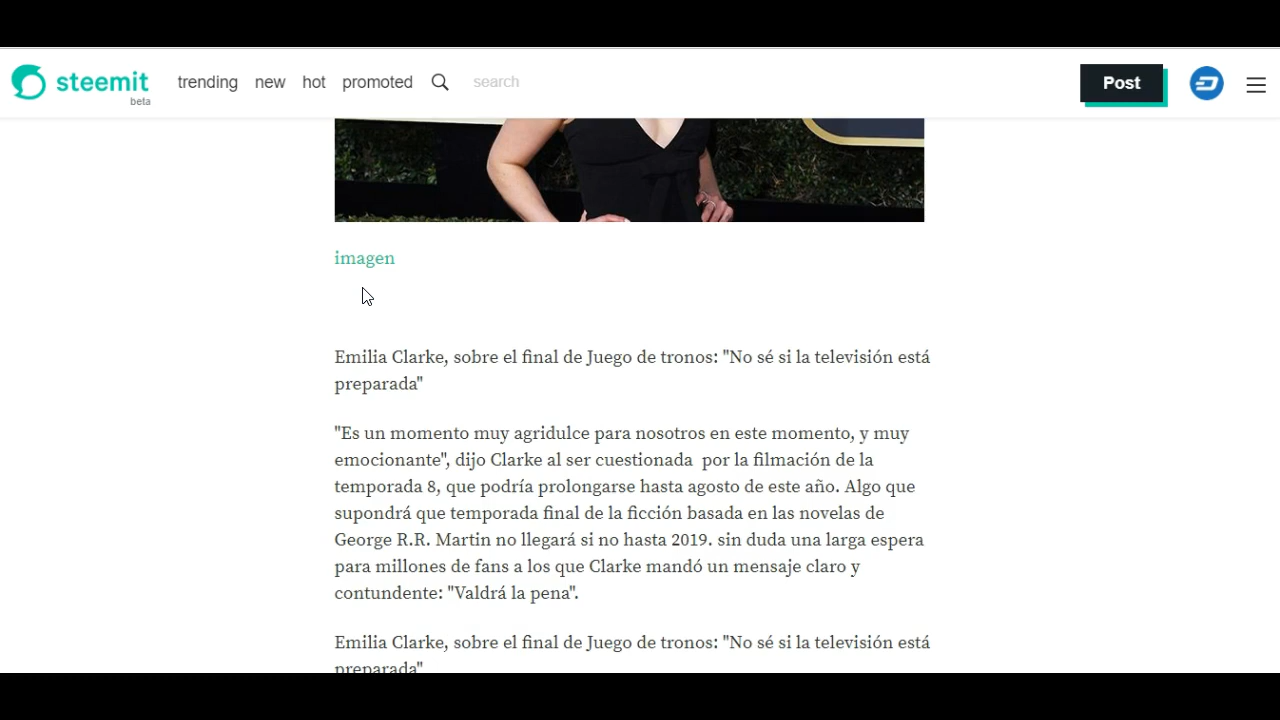 steemit
beta
trending new hot promoted search
Post
imagen
Emilia Clarke, sobre el final de Juego de tronos: "No sé si la televisión está
preparada"
"Es un momento muy agridulce para nosotros en este momento, y muy
emocionante", dijo Clarke al ser cuestionada  por la filmación de la
temporada 8, que podría prolongarse hasta agosto de este año. Algo que
supondrá que temporada final de la ficción basada en las novelas de
George R.R. Martin no llegará si no hasta 2019. sin duda una larga espera
para millones de fans a los que Clarke mandó un mensaje claro y
contundente: "Valdrá la pena".
Emilia Clarke, sobre el final de Juego de tronos: "No sé si la televisión está
preparada"